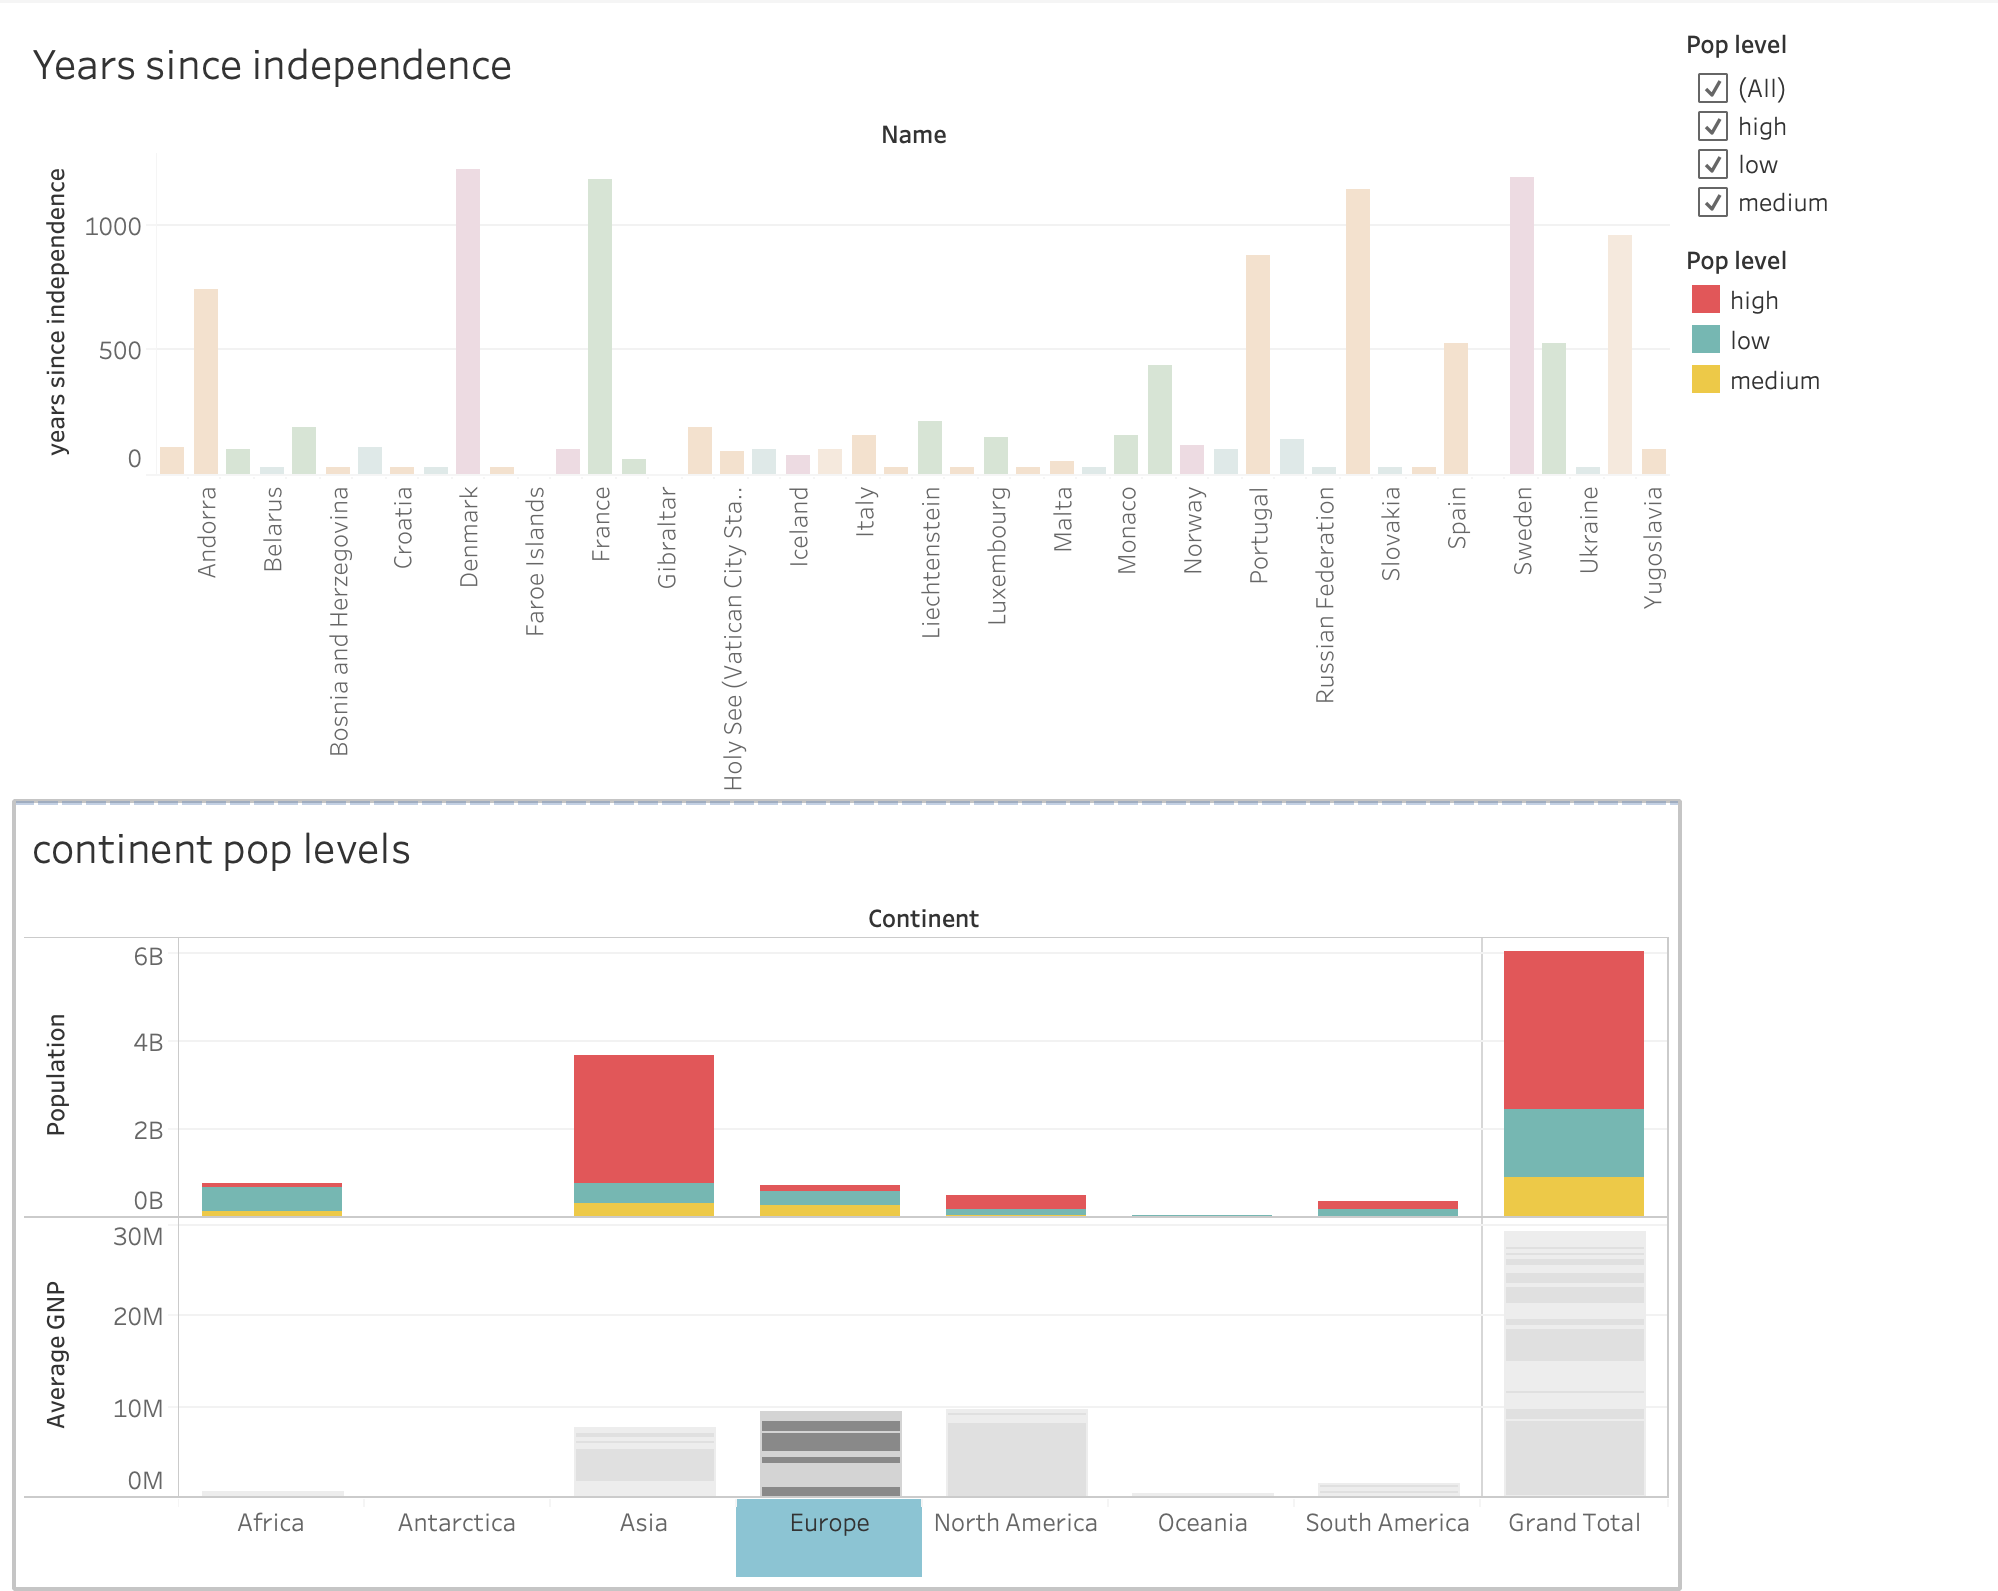 Years since independence
Name
years since independence
1000
500
0
Andorra
Belarus
Bosnia and Herzegovina
Croatia
Denmark
Faroe Islands
France
Gibraltar
Holy See (Vatican City Sta..
Iceland
Italy
Liechtenstein
Luxembourg
Malta
Monaco
Norway
Portugal
Russian Federation
Slovakia
Spain
Sweden
Ukraine
Yugoslavia
Pop level
(All)
high
low
medium
Pop level
high
low
medium
continent pop levels
Continent
Population
6B
4B
2B
0B
Average GNP
30M
20M
10M
0M
Africa
Antarctica
Asia
Europe
North America
Oceania
South America
Grand Total